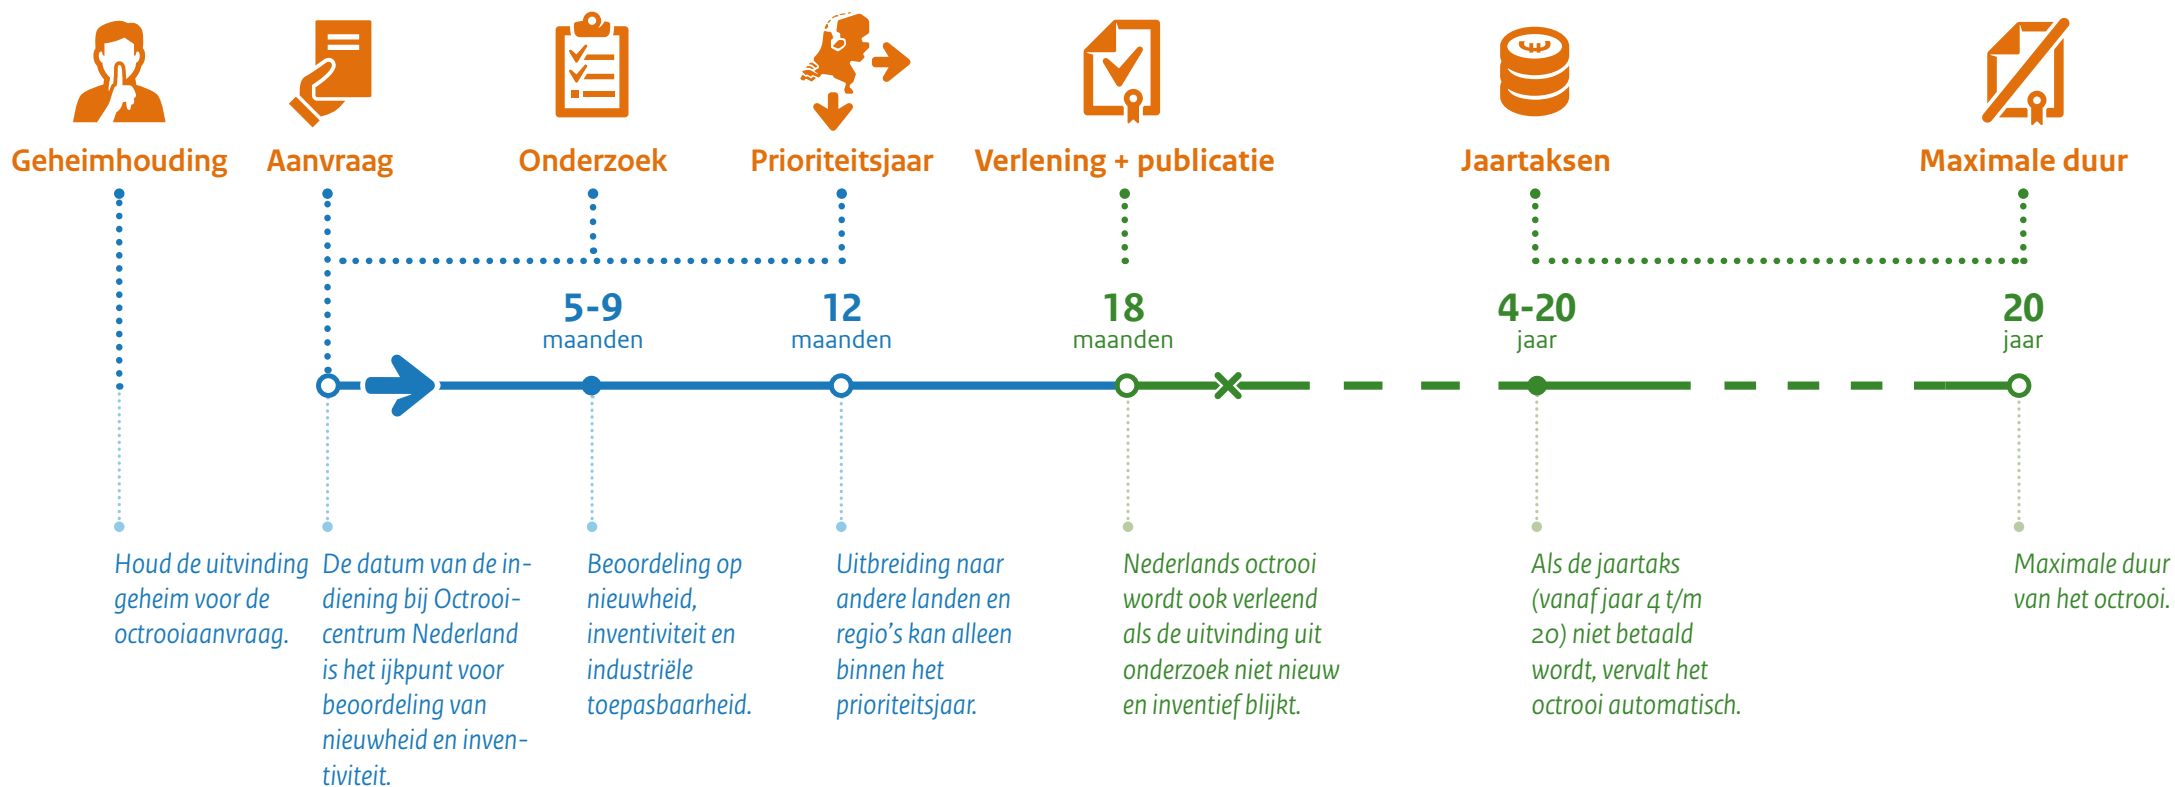 Geheimhouding
Aanvraag
Onderzoek
Prioriteitsjaar
Verlening + publicatie
Jaartaksen
Maximale duur
5-9
maanden
12
maanden
18
maanden
4-20
jaar
20
jaar
Houd de uitvinding
geheim voor de
octrooiaanvraag.
De datum van de in-
diening bij Octrooi-
centrum Nederland
is het ijkpunt voor
beoordeling van
nieuwheid en inven-
tiviteit.
Beoordeling op
nieuwheid,
inventiviteit en
industriële
toepasbaarheid.
Uitbreiding naar
andere landen en
regio's kan alleen
binnen het
prioriteitsjaar.
Nederlands octrooi
wordt ook verleend
als de uitvinding uit
onderzoek niet nieuw
en inventief blijkt.
Als de jaartaks
(vanaf jaar 4 t/m
20) niet betaald
wordt, vervalt het
octrooi automatisch.
Maximale duur
van het octrooi.